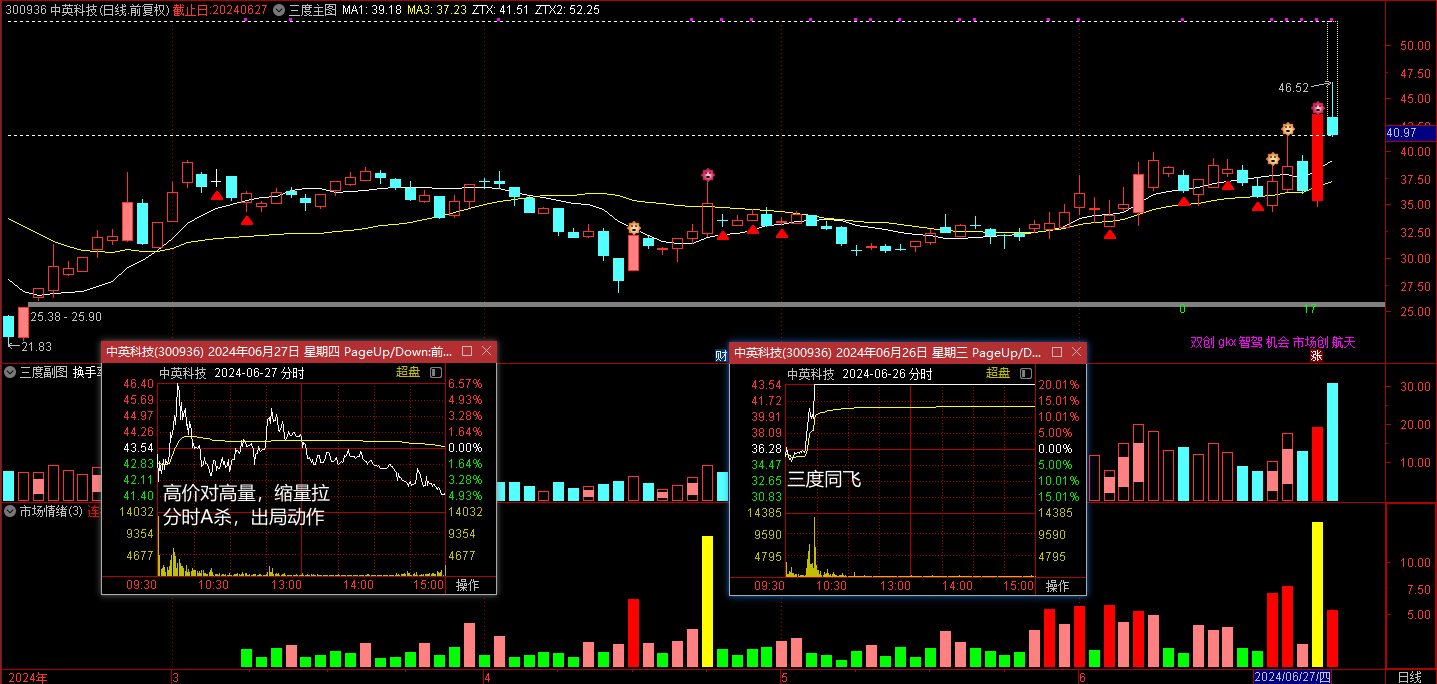 300936 中英科技(日线.前复权) 截止日:20240627 三度主图 MA1: 39.18 MA3: 37.23 ZTX: 41.51 ZTX2: 52.25
50.00
47.50
46.52
45.00
40.97
40.00
37.50
35.00
32.50
30.00
27.50
25.00
0
17
25.38 - 25.90
21.83
双创 gkx 智驾 机会 市场创 航天
财
涨
三度副图 换手率
30.00
20.00
10.00
中英科技(300936) 2024年06月27日 星期四 PageUp/Down:前...
中英科技 2024-06-27 分时 超盘
46.40 6.57%
45.69 4.93%
44.97 3.28%
44.26 1.64%
43.54 0.00%
42.83 1.64%
42.11 3.28%
41.40 4.93%
14032 14032
9354 9354
4677 4677
高价对高量，缩量拉
分时A杀，出局动作
09:30 10:30 13:00 14:00 15:00 操作
中英科技(300936) 2024年06月26日 星期三 PageUp/D...
中英科技 2024-06-26 分时 超盘
43.54 20.01%
41.72 15.01%
39.91 10.01%
38.09 5.00%
36.28 0.00%
34.47 5.00%
32.65 10.01%
30.83 15.01%
14385 14385
9590 9590
4795 4795
三度同飞
09:30 10:30 13:00 14:00 15:00 操作
市场情绪(3) 连
10.00
7.50
5.00
2024年 3 4 5 6 2024/06/27/四 日线